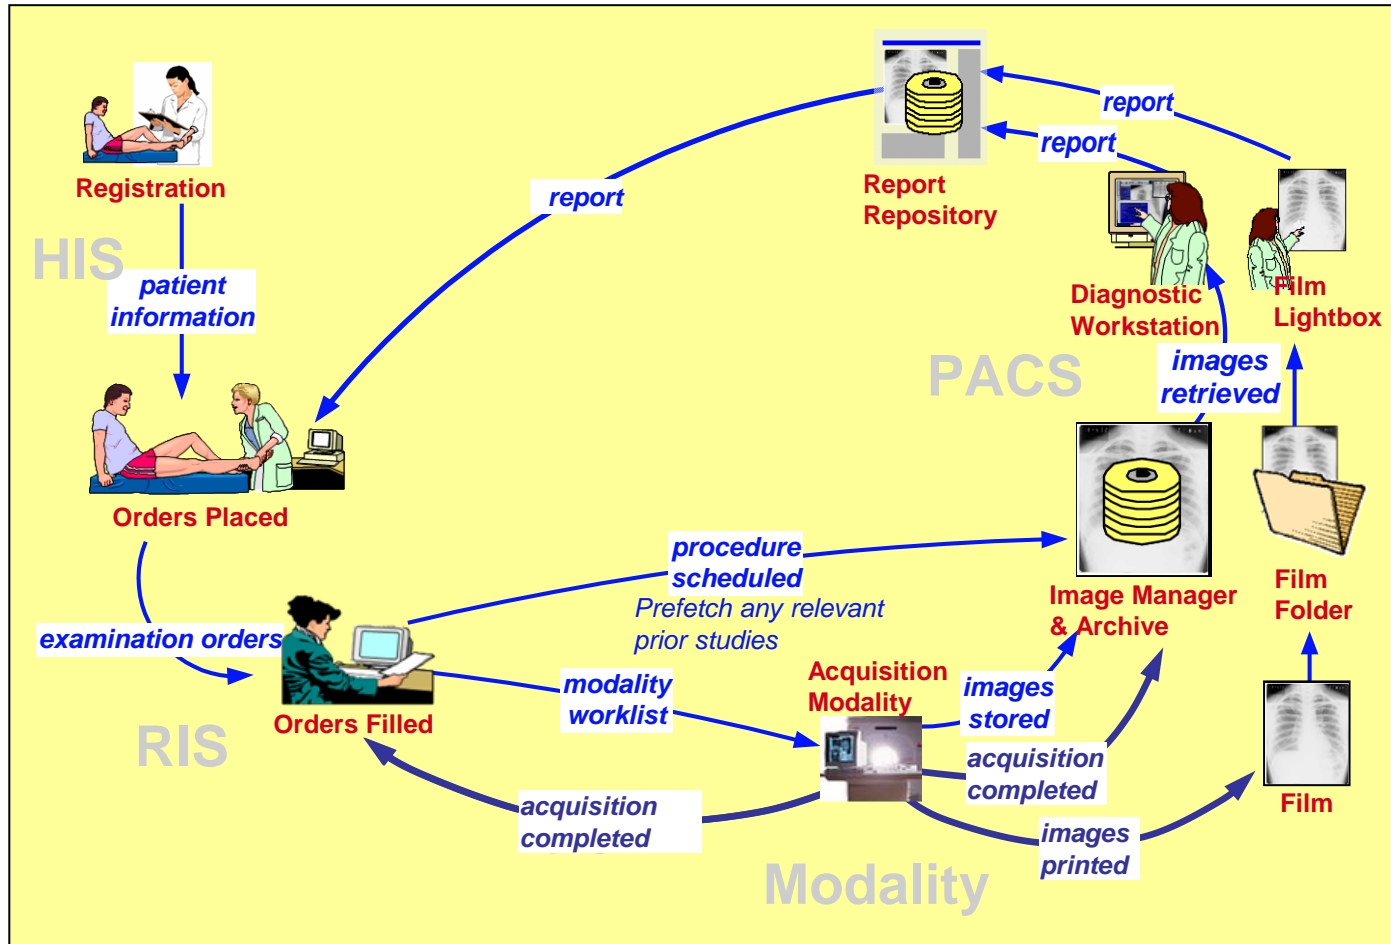 Registration
HIS
patient
information
Orders Placed
examination orders
RIS
Orders Filled
report
Report
Repository
report
report
Diagnostic
Workstation
Film
Lightbox
PACS
images
retrieved
procedure
scheduled
Prefetch any relevant
prior studies
Image Manager
& Archive
Film
Folder
modality
worklist
Acquisition
Modality
images
stored
acquisition
completed
acquisition
completed
images
printed
Film
Modality